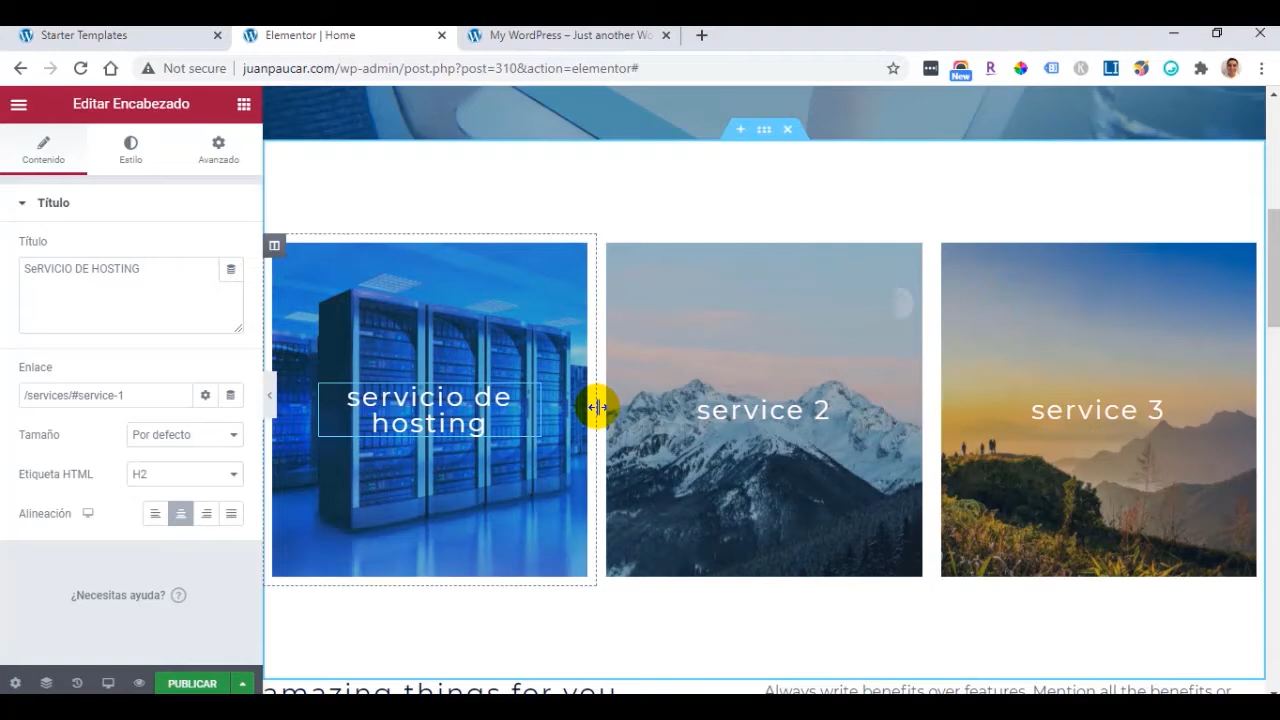 Starter Templates
Elementor | Home
My WordPress – Just another Wo
Not secure
juanpaucar.com/wp-admin/post.php?post=310&action=elementor#
New
Editar Encabezado
Contenido
Estilo
Avanzado
Título
Título
SeRVICIO DE HOSTING
Enlace
/services/#service-1
Tamaño
Por defecto
Etiqueta HTML
H2
Alineación
¿Necesitas ayuda?
PUBLICAR
servicio de
hosting
service 2
service 3
amazing things for you
Always write benefits over features. Mention all the benefits or